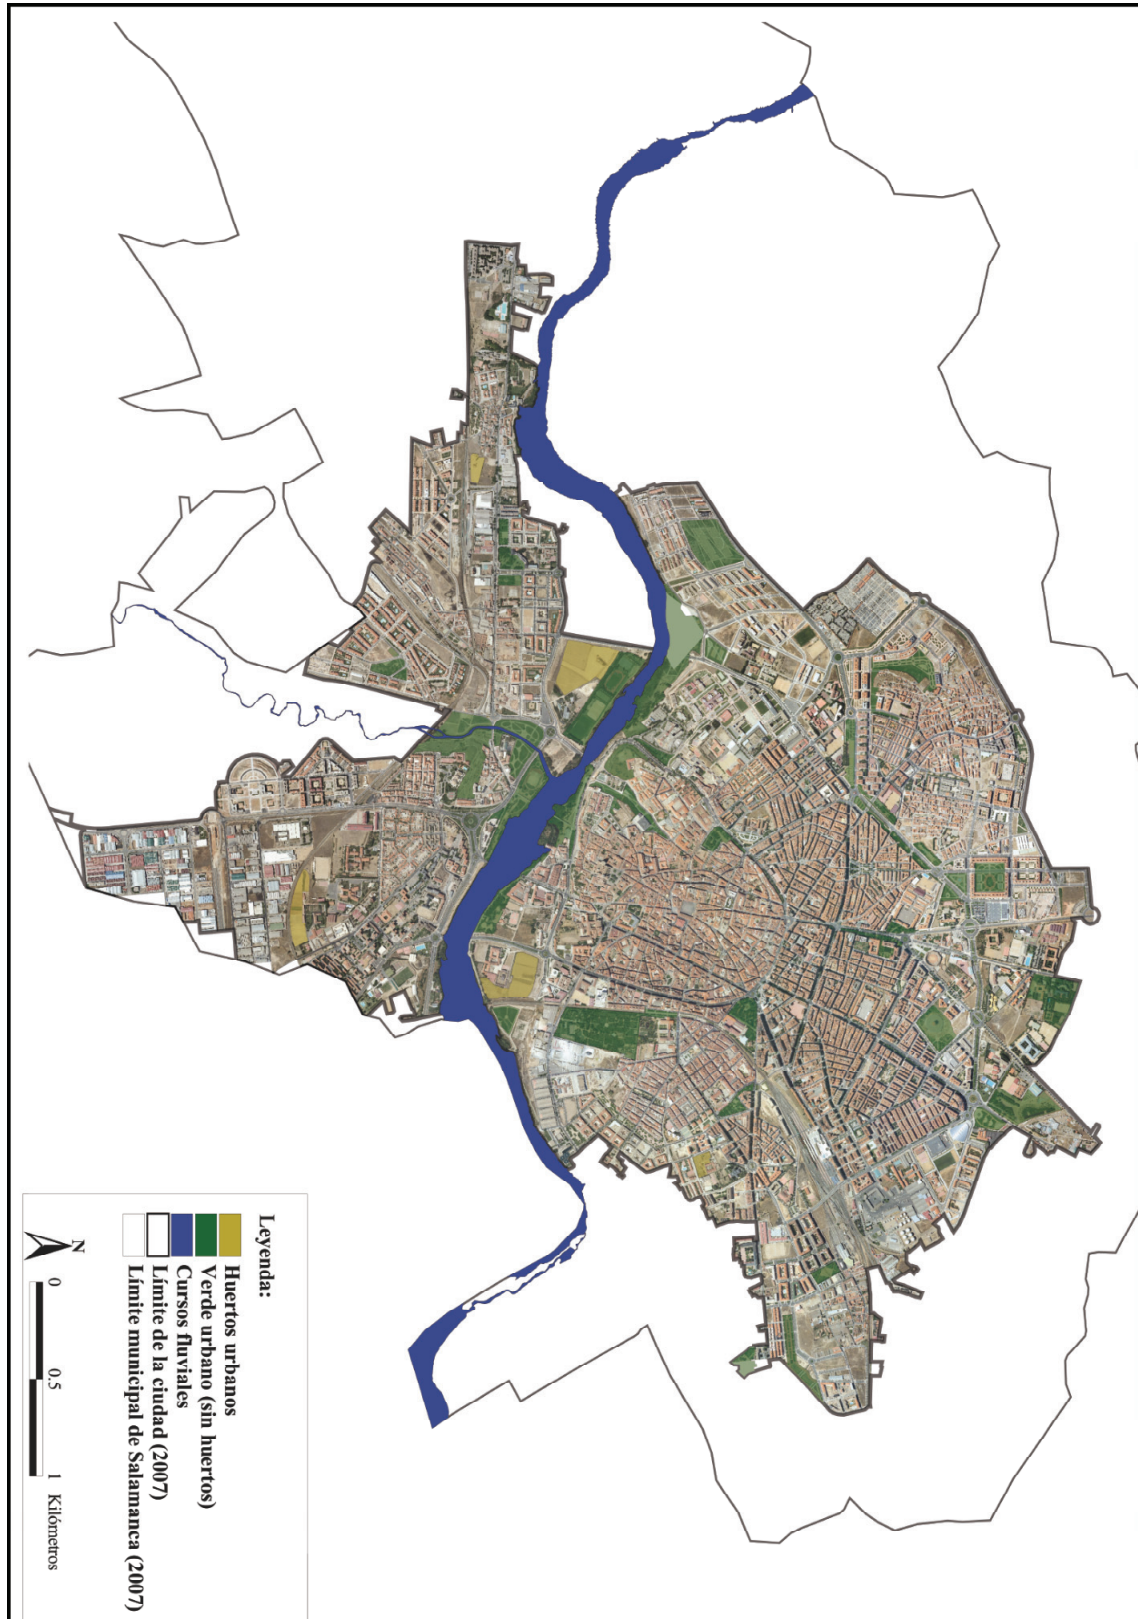 Leyenda:
Huertos urbanos
Verde urbano (sin huertos)
Cursos fluviales
Límite de la ciudad (2007)
Límite municipal de Salamanca (2007)
N
0 0.5 1 Kilómetros